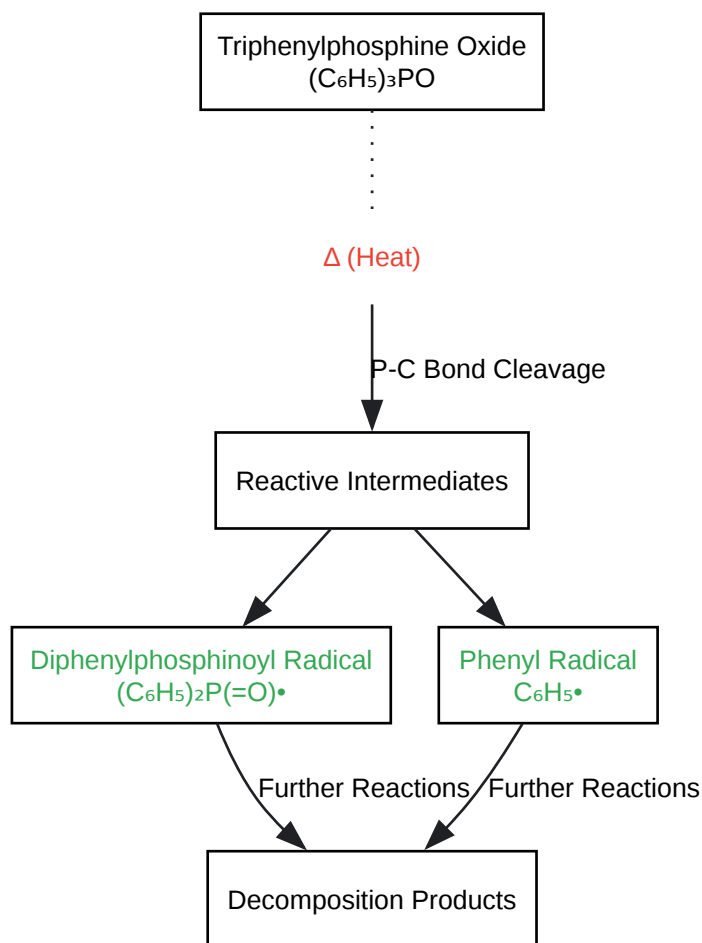 Triphenylphosphine Oxide
(C₆H₅)₃PO
Δ (Heat)
P-C Bond Cleavage
Reactive Intermediates
Diphenylphosphinoyl Radical
(C₆H₅)₂P(=O)•
Phenyl Radical
C₆H₅•
Further Reactions
Further Reactions
Decomposition Products